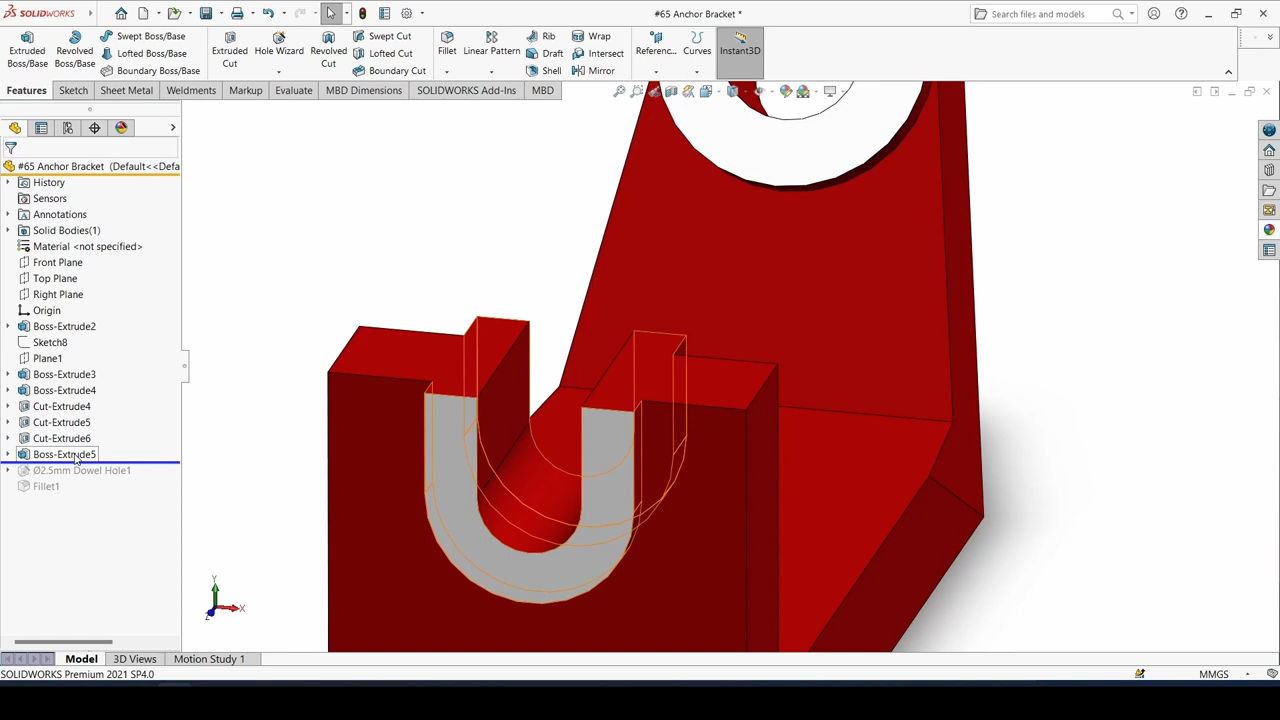 SOLIDWORKS
#65 Anchor Bracket *
Search files and models
Extruded Boss/Base
Revolved Boss/Base
Swept Boss/Base
Lofted Boss/Base
Boundary Boss/Base
Extruded Cut
Hole Wizard
Revolved Cut
Swept Cut
Lofted Cut
Boundary Cut
Fillet
Linear Pattern
Rib
Draft
Shell
Wrap
Intersect
Mirror
Referenc...
Curves
Instant3D
Features
Sketch
Sheet Metal
Weldments
Markup
Evaluate
MBD Dimensions
SOLIDWORKS Add-Ins
MBD
#65 Anchor Bracket (Default<<Defa
History
Sensors
Annotations
Solid Bodies(1)
Material <not specified>
Front Plane
Top Plane
Right Plane
Origin
Boss-Extrude2
Sketch8
Plane1
Boss-Extrude3
Boss-Extrude4
Cut-Extrude4
Cut-Extrude5
Cut-Extrude6
Boss-Extrude5
Ø2.5mm Dowel Hole1
Fillet1
Y
X
Z
Model
3D Views
Motion Study 1
SOLIDWORKS Premium 2021 SP4.0
MMGS